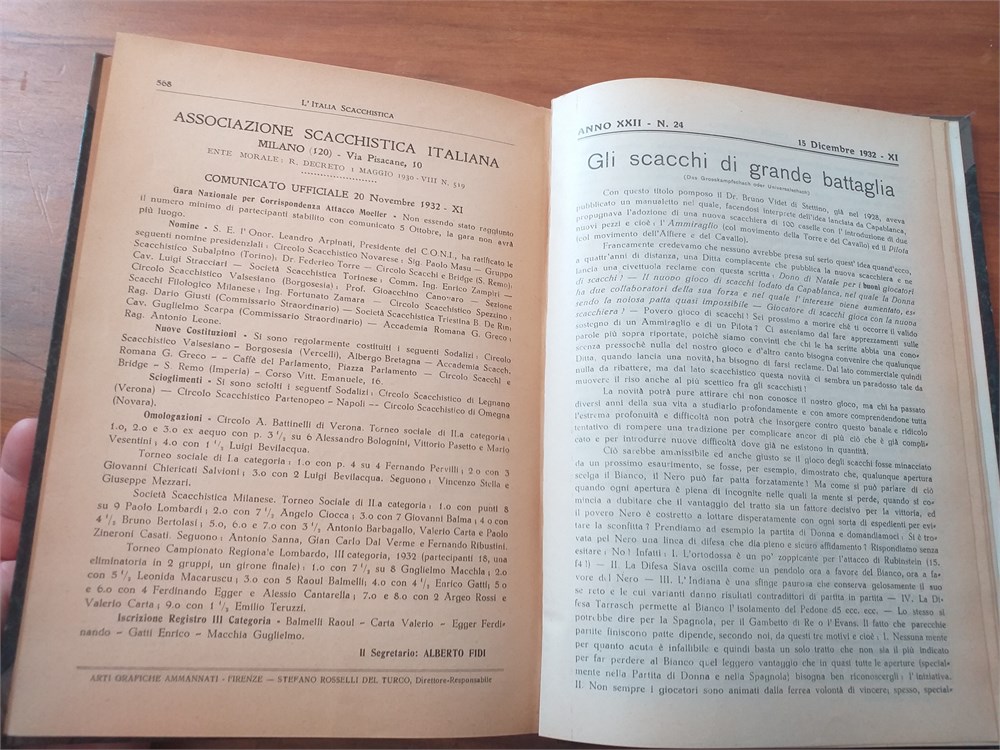 568
L'ITALIA SCACCHISTICA
ASSOCIAZIONE SCACCHISTICA ITALIANA
MILANO (120) - Via Pisacane, 10
ENTE MORALE: R. DECRETO 1 MAGGIO 1930 - VIII N. 519
COMUNICATO UFFICIALE 20 Novembre 1932 - XI
Gara Nazionale per Corrispondenza Attacco Moeller - Non essendo stato raggiunto
il numero minimo di partecipanti stabilito con comunicato 5 Ottobre, la gara non avrà
più luogo.
Nomine - S. E. l' Onor. Leandro Arpinati, Presidente del C.O.N.I., ha ratificato le
seguenti nomine presidenziali: Circolo Scacchistico Novarese; Sig. Paolo Masu — Gruppo
Scacchistico Subalpino (Torino); Dr. Federico Torre — Circolo Scacchi e Bridge (S. Remo);
Cav. Luigi Stracciari — Società Scacchistica Torinese; Comm. Ing. Enrico Zampiri —
Circolo Scacchistico Valsesiano (Borgosesia); Prof. Gioacchino Canovaro — Sezione
Scacchi Filologico Milanese; Ing. Fortunato Zamara — Circolo Scacchistico Spezzino;
Rag. Dario Giusti (Commissario Straordinario) — Società Scacchistica Triestina B. De Rin;
Cav. Guglielmo Scarpa (Commissario Straordinario) — Accademia Romana G. Greco;
Rag. Antonio Leone.
Nuove Costituzioni - Si sono regolarmente costituiti i seguenti Sodalizi: Circolo
Scacchistico Valsesiano - Borgosesia (Vercelli), Albergo Bretagna — Accademia Scacch.
Romana G. Greco - - Caffè del Parlamento, Piazza Parlamento — Circolo Scacchi e
Bridge - S. Remo (Imperia) - Corso Vitt. Emanuele, 16.
Scioglimenti - Si sono sciolti i seguenti Sodalizi: Circolo Scacchistico di Legnano
(Verona) — Circolo Scacchistico Partenopeo - Napoli — Circolo Scacchistico di Omegna
(Novara).
Omologazioni - Circolo A. Battinelli di Verona. Torneo sociale di II.a categoria:
1.o, 2.o e 3.o ex aequo con p. 3 1/2 su 6 Alessandro Bolognini, Vittorio Pasetto e Mario
Vesentini; 4.o con 1 1/2 Luigi Bevilacqua.
Torneo sociale di I.a categoria: 1.o con p. 4 su 4 Fernando Pervilli; 2.o con 3
Giovanni Chiericati Salvioni; 3.o con 2 Luigi Bevilacqua. Seguono: Vincenzo Stella e
Giuseppe Mezzari.
Società Scacchistica Milanese. Torneo Sociale di II.a categoria: 1.o con punti 8
su 9 Paolo Lombardi; 2.o con 7 1/2 Angelo Ciocca; 3.o con 7 Giovanni Balma; 4.o con
4 1/2 Bruno Bertolasi; 5.o, 6.o e 7.o con 3 1/2 Antonio Barbagallo, Valerio Carta e Paolo
Zineroni Casati. Seguono: Antonio Sanna, Gian Carlo Dal Verme e Fernando Ribustini.
Torneo Campionato Regionale Lombardo, III categoria, 1932 (partecipanti 18, una
eliminatoria in 2 gruppi, un girone finale): 1.o con 7 1/2 su 8 Guglielmo Macchia; 2.o
con 5 1/2 Leonida Macaruscu; 3.o con 5 Raoul Balmelli; 4.o con 4 1/2 Enrico Gatti; 5.o
e 6.o con 4 Ferdinando Egger e Alessio Cantarella; 7.o e 8.o con 2 Argeo Rossi e
Valerio Carta; 9.o con 1 1/2 Emilio Teruzzi.
Iscrizione Registro III Categoria - Balmelli Raoul - Carta Valerio - Egger Ferdi-
nando - Gatti Enrico - Macchia Guglielmo.
Il Segretario: ALBERTO FIDI
ARTI GRAFICHE AMMANNATI - FIRENZE — STEFANO ROSSELLI DEL TURCO, Direttore-Responsabile
ANNO XXII - N. 24
15 Dicembre 1932 - XI
Gli scacchi di grande battaglia
(Das Grosskampfschach oder Universalschach)
Con questo titolo pomposo il Dr. Bruno Videt di Stettino, già nel 1928, aveva
pubblicato un manualetto nel quale, facendosi interprete dell'idea lanciata da Capablanca,
propugnava l'adozione di una nuova scacchiera di 100 caselle con l'introduzione di due
nuovi pezzi e cioè: l'Ammiraglio (col movimento della Torre e del Cavallo) ed il Pilota
(col movimento dell'Alfiere e del Cavallo).
Francamente credevamo che nessuno avrebbe presa sul serio quest'idea quand'ecco,
a quattr'anni di distanza, una Ditta compiacente che pubblica la nuova scacchiera e ne
lancia una civettuola reclame con questa scritta: Dono di Natale per i buoni giocatori
di scacchi! — Il nuovo gioco di scacchi lodato da Capablanca, nel quale la Donna
ha due collaboratori della sua forza e nel quale l'interesse viene aumentato, es-
sendo la noiosa patta quasi impossibile — Giocatore di scacchi gioca con la nuova
scacchiera! — Povero gioco di scacchi! Sei prossimo a morire chè ti occorre il valido
sostegno di un Ammiraglio e di un Pilota? Ci asteniamo dal fare apprezzamenti sulle
parole più sopra riportate, poichè siamo convinti che chi le ha scritte abbia una cono-
scenza pressochè nulla del nostro gioco e d'altro canto bisogna convenire che qualunque
Ditta, quando lancia una novità, ha bisogno di farsi reclame. Dal lato commerciale quindi
nulla da ribattere, ma dal lato scacchistico questa novità ci sembra un paradosso tale da
muovere il riso anche al più scettico fra gli scacchisti!
La novità potrà pure attirare chi non conosce il nostro gioco, ma chi ha passato
diversi anni della sua vita a studiarlo profondamente e con amore comprendendone tutta
l'estrema profonuità e difficoltà non potrà che insorgere contro questo banale e ridicolo
tentativo di rompere una tradizione per complicare ancor di più ciò che è già compli-
cato e per introdurre nuove difficoltà dove già ne esistono in quantità.
Ciò sarebbe ammissibile ed anche giusto se il gioco degli scacchi fosse minacciato
da un prossimo esaurimento, se fosse, per esempio, dimostrato che, qualunque apertura
scelga il Bianco, il Nero può far patta forzatamente! Ma come si può parlare di ciò
quando ogni apertura è piena di incognite nelle quali la mente si perde, quando si co-
mincia a dubitare che il vantaggio del tratto sia un fattore decisivo per la vittoria, ed
il povero Nero è costretto a lottare disperatamente con ogni sorta di espedienti per evi-
tare la sconfitta? Prendiamo ad esempio la partita di Donna e domandiamoci: Si è tro-
vata pel Nero una linea di difesa che dia pieno e sicuro affidamento? Rispondiamo senza
esitare: No! Infatti: I. L'ortodossa è un po' zoppicante per l'attacco di Rubinstein (15.
f4!) — II. La Difesa Slava oscilla come un pendolo ora a favore del Bianco, ora a fa-
vore del Nero — III. L'Indiana è una sfinge paurosa che conserva gelosamente il suo
se reto e le cui varianti danno risultati contradditori di partita in partita — IV. La Di-
fesa Tarrasch permette al Bianco l'isolamento del Pedone d5 ecc. ecc. — Lo stesso si
potrebbe dire per la Spagnola, per il Gambetto di Re o l'Evans. Il fatto che parecchie
partite finiscono patte dipende, secondo noi, da questi tre motivi e cioè: I. Nessuna mente
per quanto acuta è infallibile e quindi basta un solo tratto che non sia il più indicato
per far perdere al Bianco quel leggero vantaggio che in quasi tutte le aperture (special-
mente nella Partita di Donna e nella Spagnola) bisogna ben riconoscergli: l'iniziativa.
II. Non sempre i giocatori sono animati dalla ferrea volontà di vincere; spesso, special-